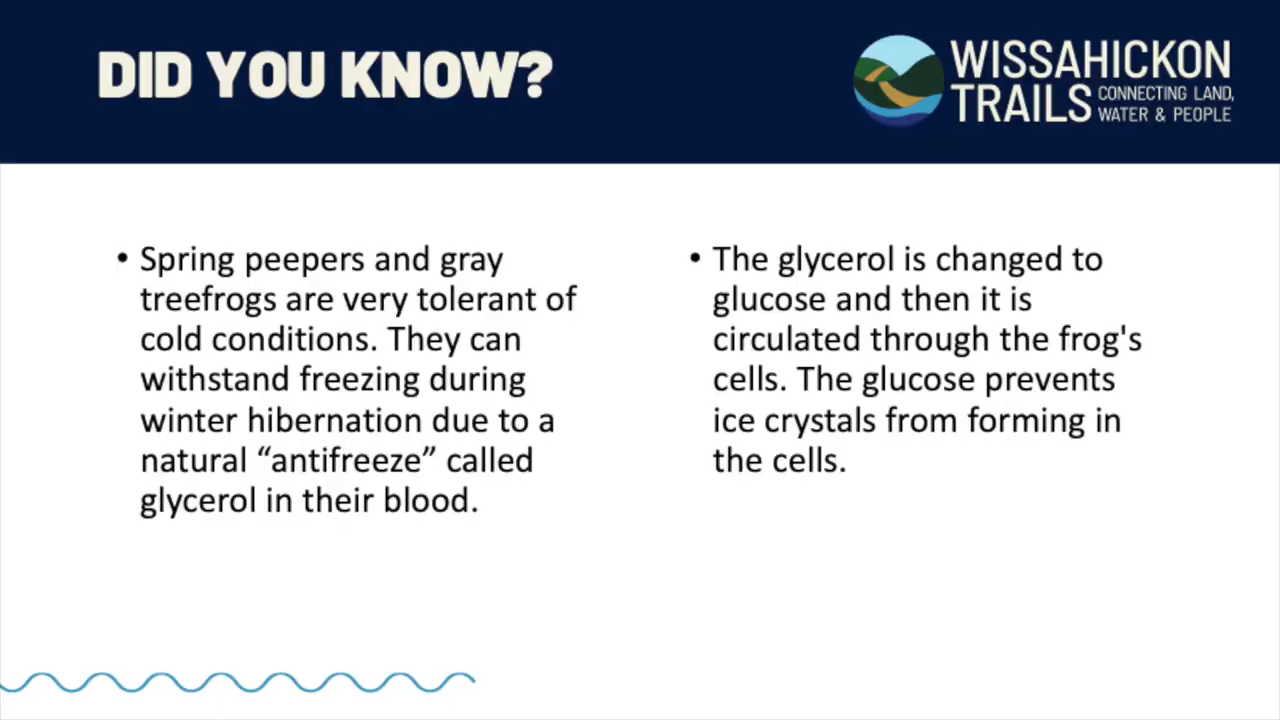 DID YOU KNOW?
WISSAHICKON
TRAILS CONNECTING LAND,
WATER & PEOPLE
• Spring peepers and gray
treefrogs are very tolerant of
cold conditions. They can
withstand freezing during
winter hibernation due to a
natural “antifreeze” called
glycerol in their blood.
• The glycerol is changed to
glucose and then it is
circulated through the frog's
cells. The glucose prevents
ice crystals from forming in
the cells.